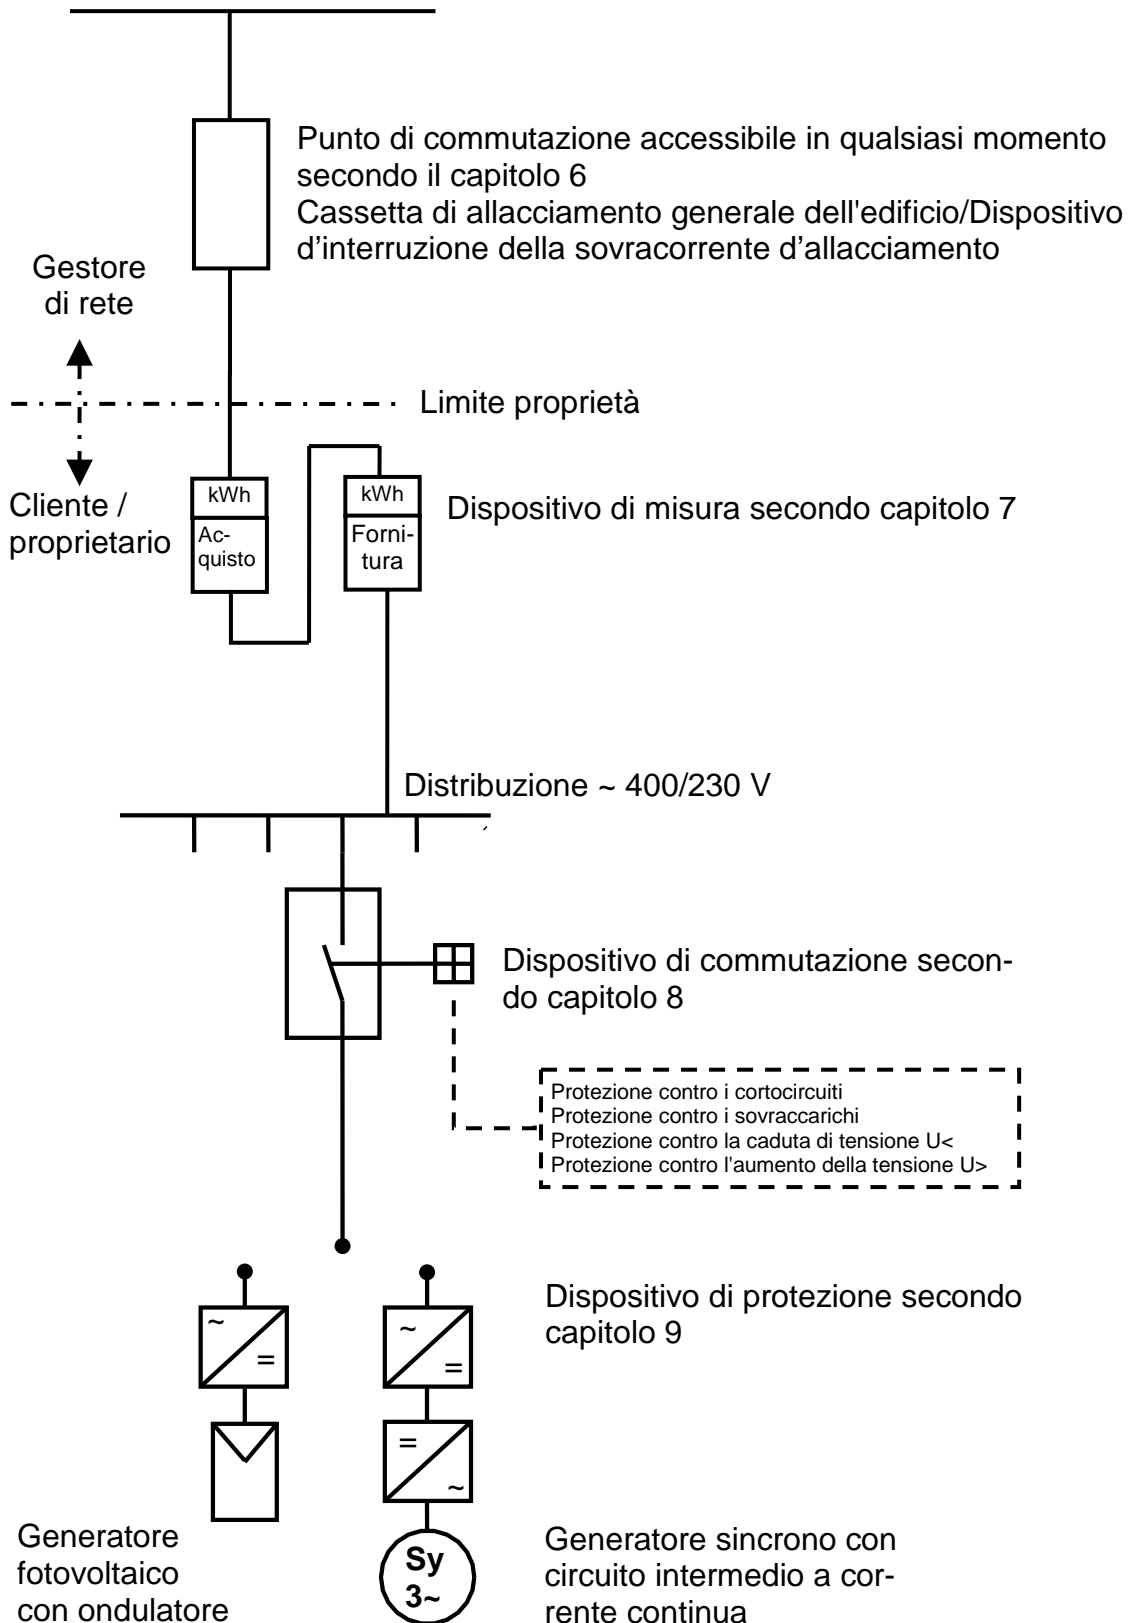 Punto di commutazione accessibile in qualsiasi momento
secondo il capitolo 6
Cassetta di allacciamento generale dell'edificio/Dispositivo
d’interruzione della sovracorrente d’allacciamento
Gestore
di rete
Limite proprietà
Cliente /
proprietario
kWh
Ac-
quisto
kWh
Forni-
tura
Dispositivo di misura secondo capitolo 7
Distribuzione ~ 400/230 V
Dispositivo di commutazione secon-
do capitolo 8
Protezione contro i cortocircuiti
Protezione contro i sovraccarichi
Protezione contro la caduta di tensione U<
Protezione contro l'aumento della tensione U>
Dispositivo di protezione secondo
capitolo 9
~
=
~
=
=
~
Generatore
fotovoltaico
con ondulatore
Sy
3~
Generatore sincrono con
circuito intermedio a cor-
rente continua